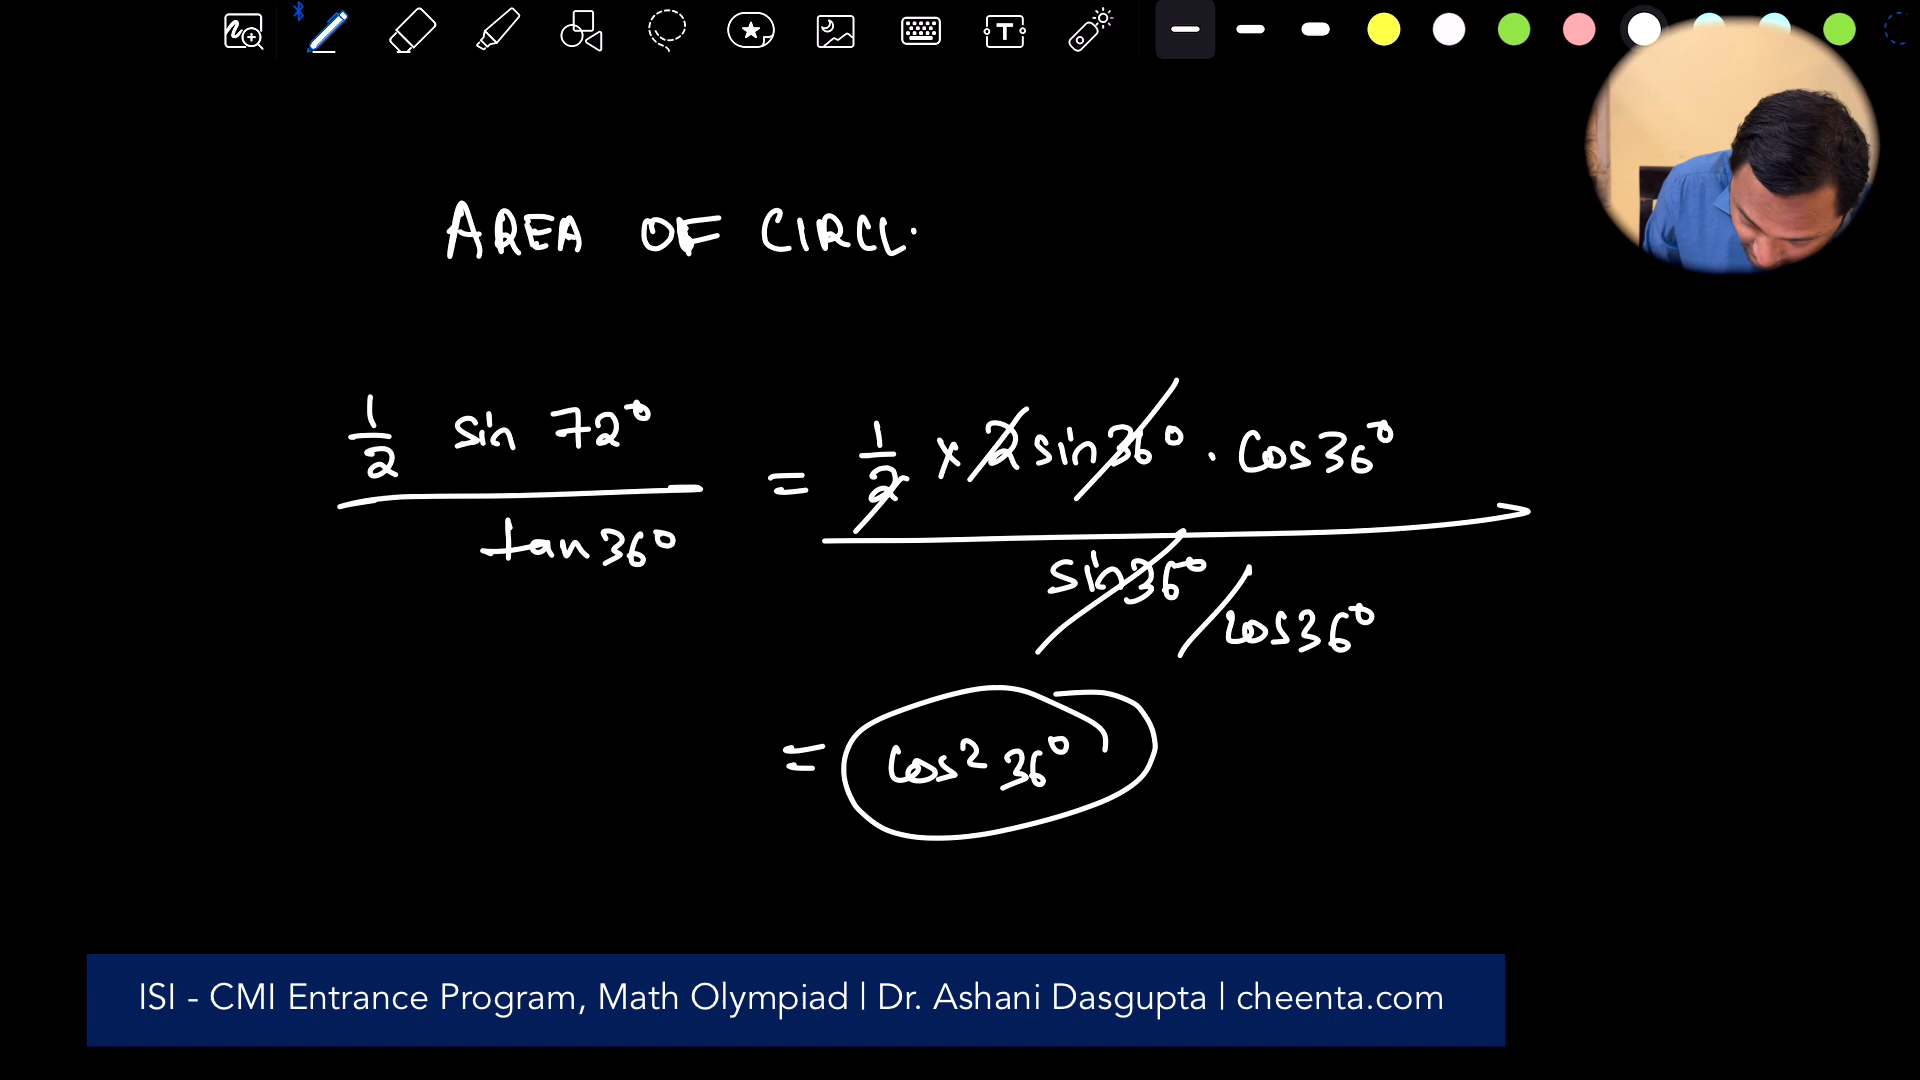 T
AREA OF CIRCL.
1/2 sin 72° / tan 36° = 1/2 × 2 sin 36° . cos 36° / sin 36° / cos 36°
= cos² 36°
ISI - CMI Entrance Program, Math Olympiad | Dr. Ashani Dasgupta | cheenta.com